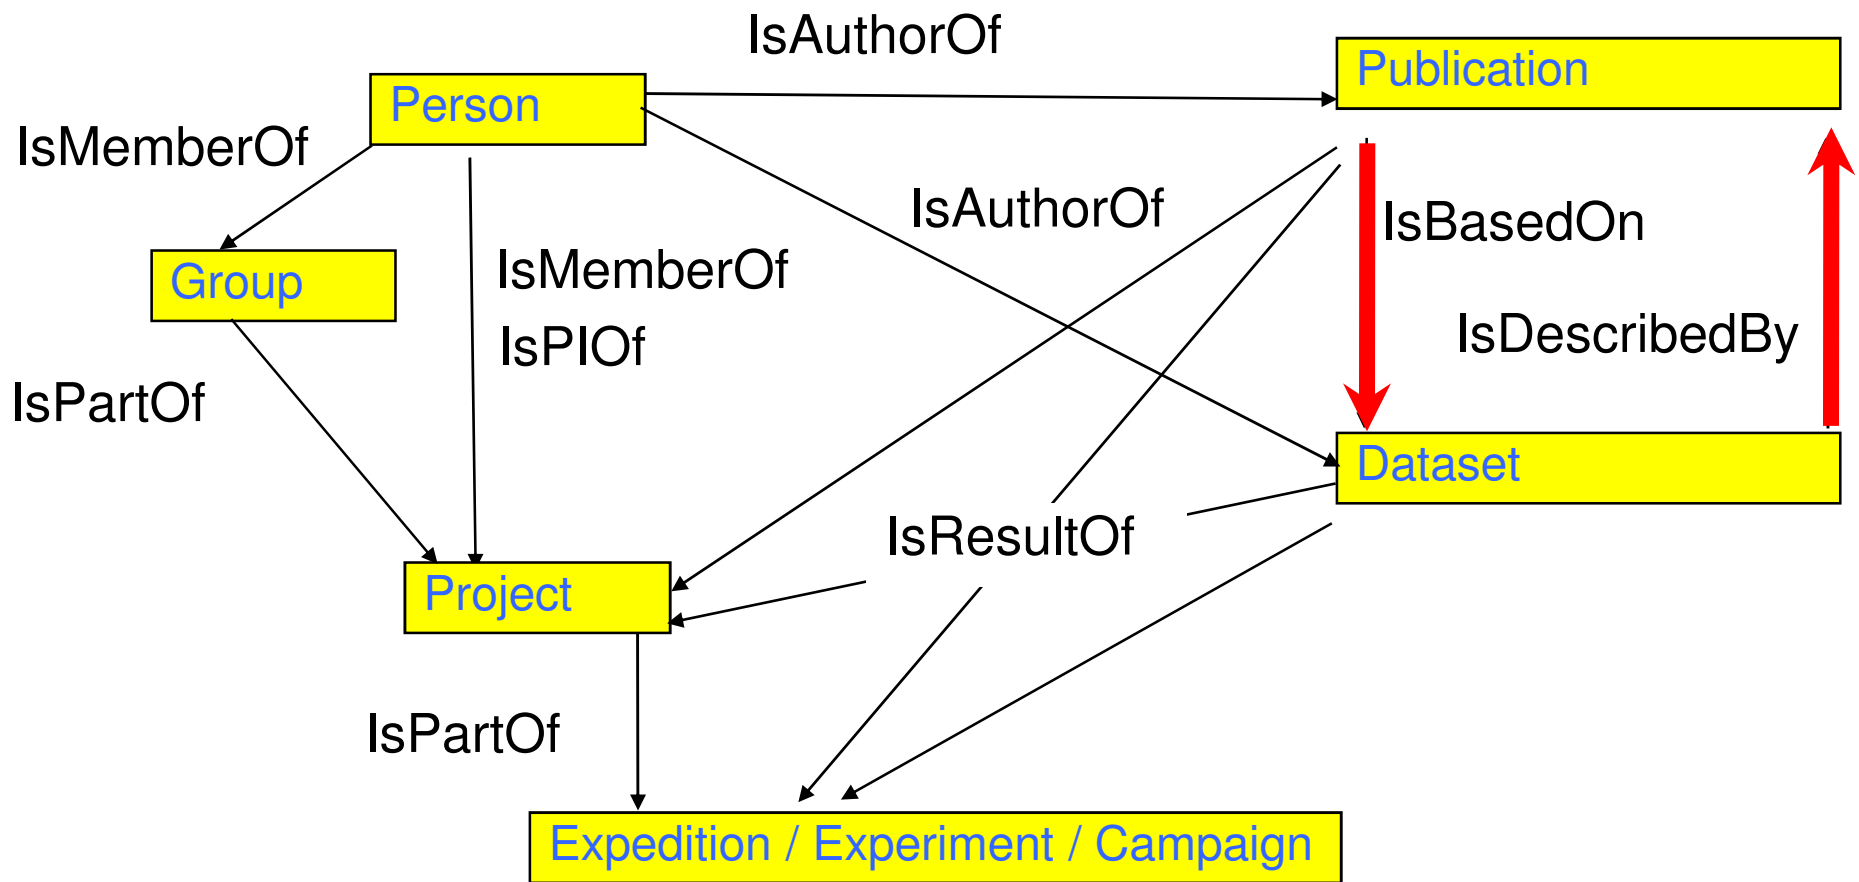 IsAuthorOf
Publication
Person
IsMemberOf
IsAuthorOf
IsBasedOn
Group
IsMemberOf
IsPIOf
IsDescribedBy
IsPartOf
Dataset
IsResultOf
Project
IsPartOf
Expedition / Experiment / Campaign